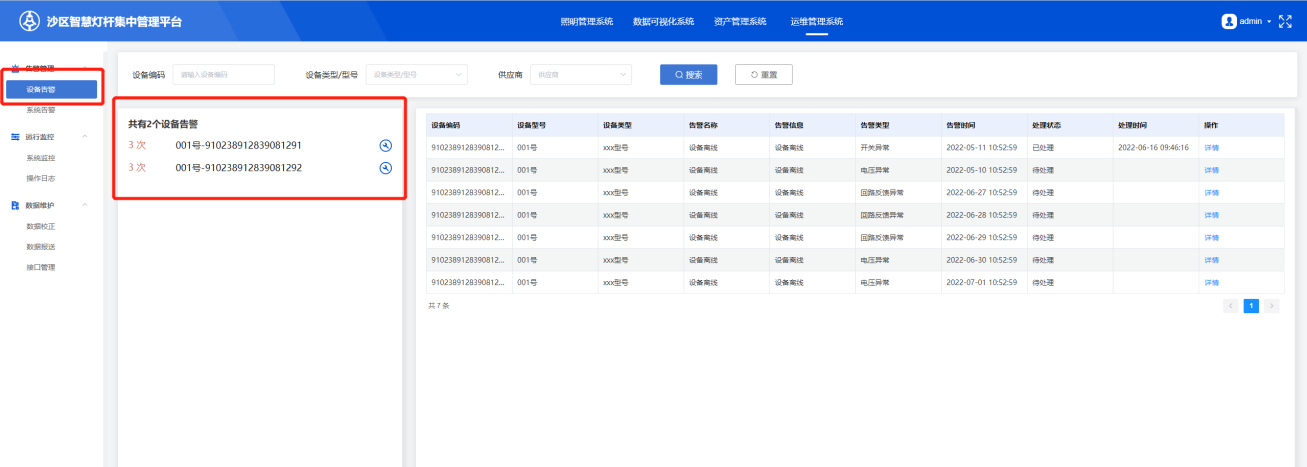 沙区智慧灯杆集中管理平台 照明管理系统 数据可视化系统 资产管理系统 运维管理系统 admin
告警管理
设备告警
系统告警
运行监控
系统监控
操作日志
数据维护
数据校正
数据报送
接口管理
设备编码 请输入设备编码 设备类型/型号 设备类型/型号 供应商 供应商 搜索 重置
共有2个设备告警
3 次 001号-910238912839081291
3 次 001号-910238912839081292
设备编码 设备型号 设备类型 告警名称 告警信息 告警类型 告警时间 处理状态 处理时间 操作
9102389128390812... 001号 xxx型号 设备离线 设备离线 开关异常 2022-05-11 10:52:59 已处理 2022-06-16 09:46:16 详情
9102389128390812... 001号 xxx型号 设备离线 设备离线 电压异常 2022-05-10 10:52:59 待处理 详情
9102389128390812... 001号 xxx型号 设备离线 设备离线 回路反馈异常 2022-06-27 10:52:59 待处理 详情
9102389128390812... 001号 xxx型号 设备离线 设备离线 回路反馈异常 2022-06-28 10:52:59 待处理 详情
9102389128390812... 001号 xxx型号 设备离线 设备离线 回路反馈异常 2022-06-29 10:52:59 待处理 详情
9102389128390812... 001号 xxx型号 设备离线 设备离线 电压异常 2022-06-30 10:52:59 待处理 详情
9102389128390812... 001号 xxx型号 设备离线 设备离线 电压异常 2022-07-01 10:52:59 待处理 详情
共 7 条 < 1 >